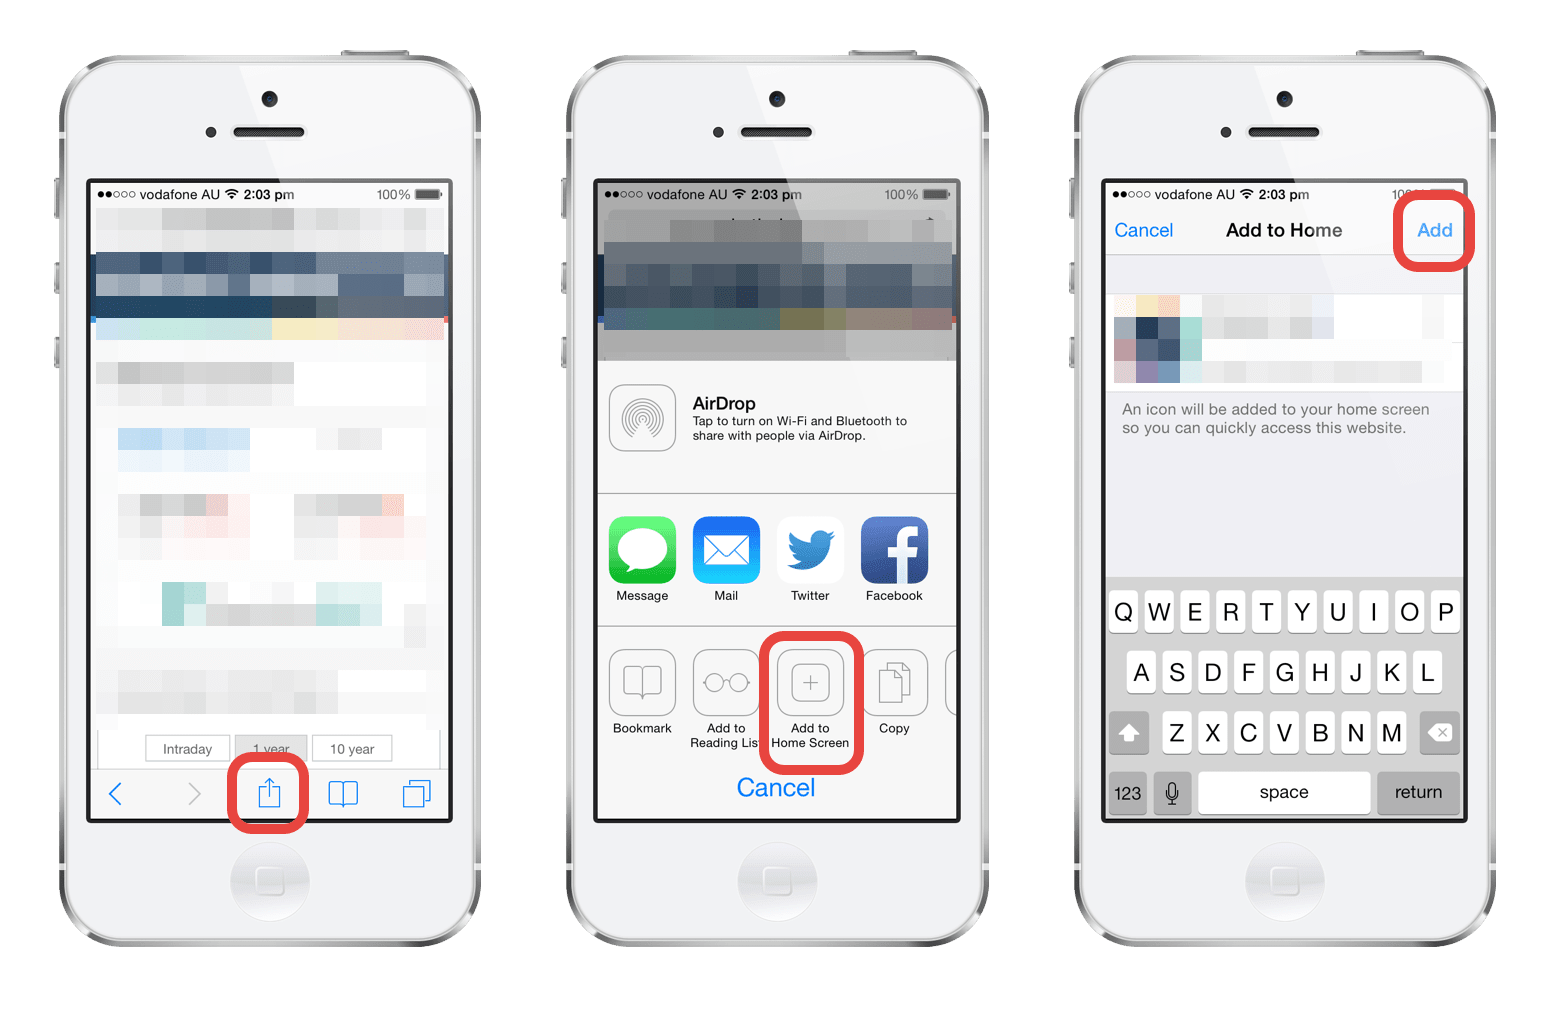 vodafone AU 2:03 pm 100%
Intraday 1 year 10 year
vodafone AU 2:03 pm 100%
AirDrop
Tap to turn on Wi-Fi and Bluetooth to
share with people via AirDrop.
Message Mail Twitter Facebook
Bookmark Add to Add to Copy
Reading List Home Screen
Cancel
vodafone AU 2:03 pm
Cancel Add to Home Add
An icon will be added to your home screen
so you can quickly access this website.
Q W E R T Y U I O P
A S D F G H J K L
Z X C V B N M
123 space return